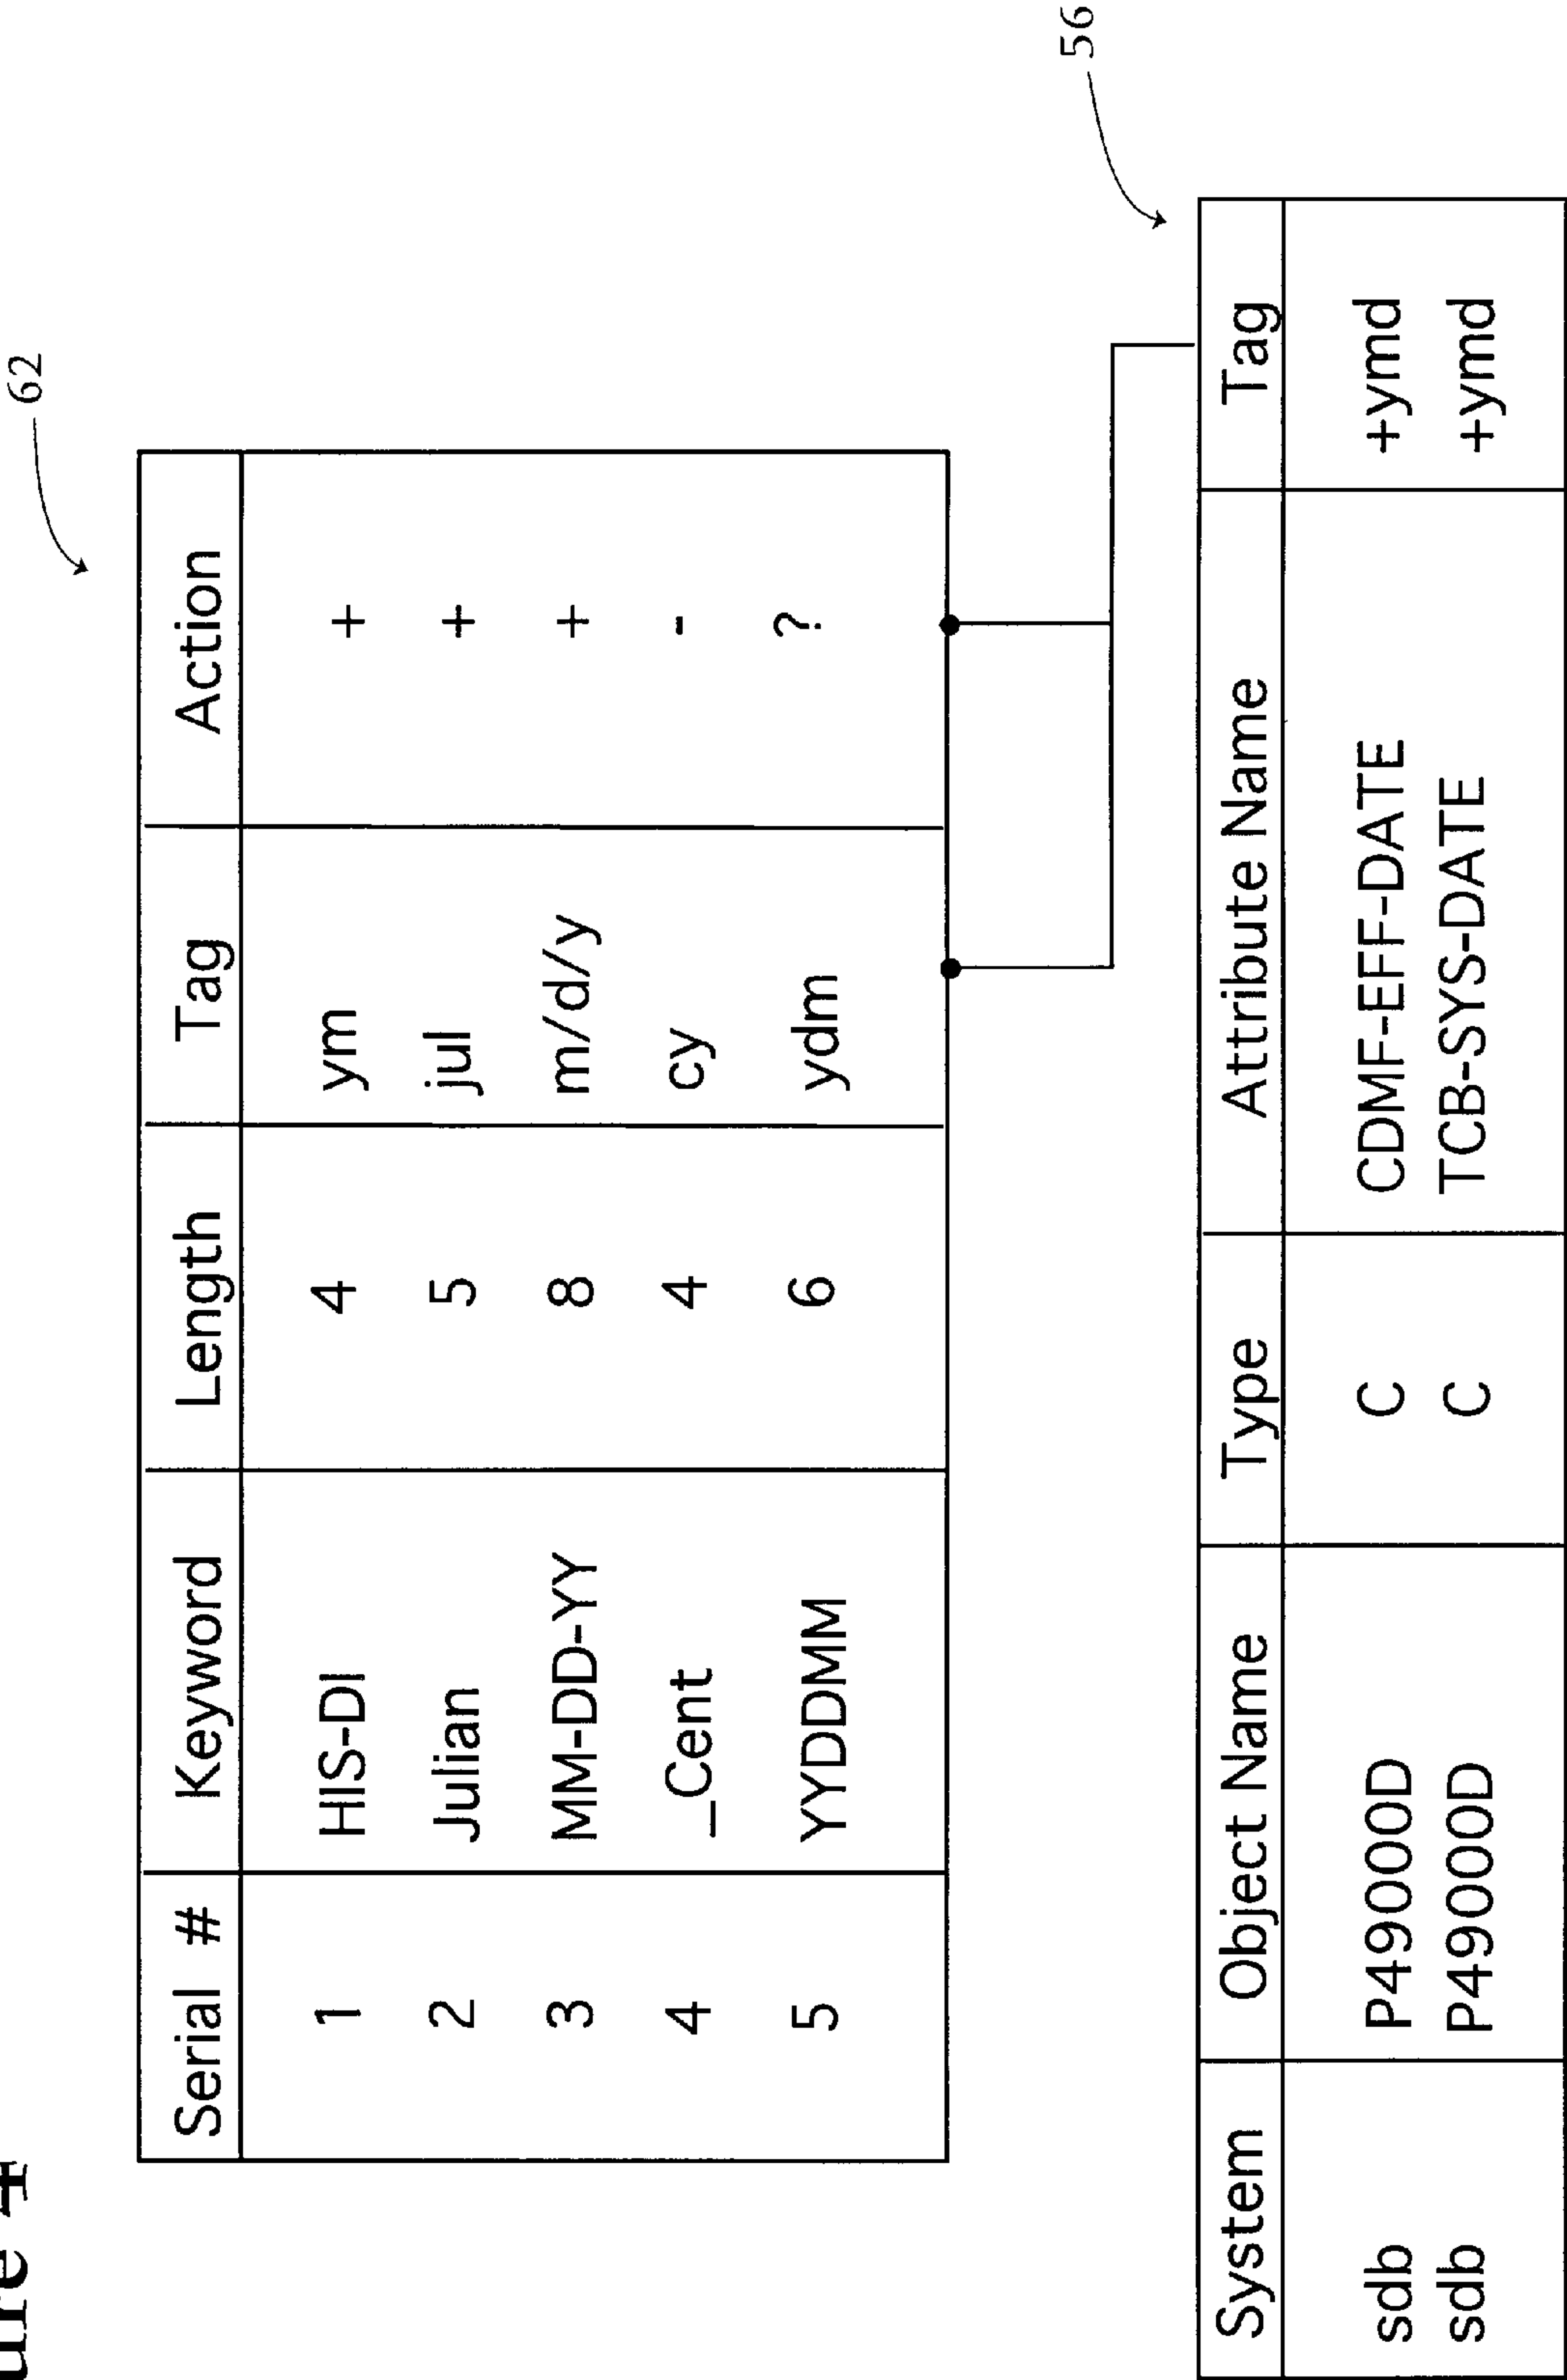 ure 4
62
Serial # Keyword Length Tag Action
1 HIS-DI 4 ym +
2 Julian 5 jul +
3 MM-DD-YY 8 m/d/y +
4 _Cent 4 cy -
5 YYDDMM 6 ydm ?
56
System Object Name Type Attribute Name Tag
sdb P49000D C CDMF-EFF-DATE +ymd
sdb P49000D C TCB-SYS-DATE +ymd